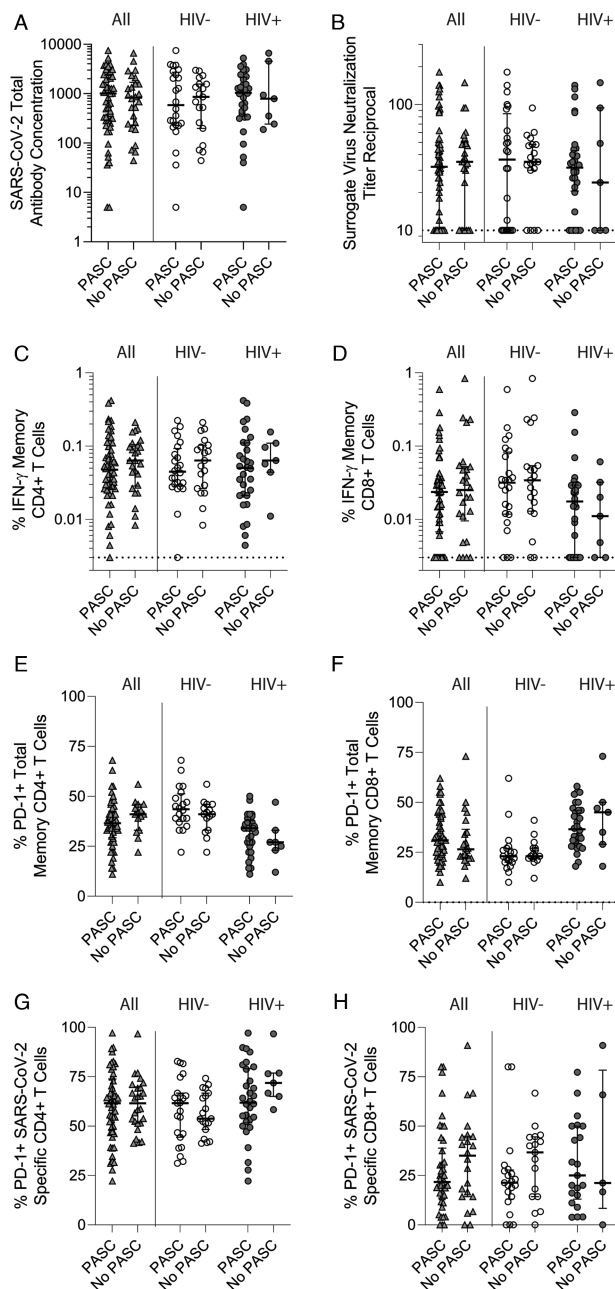 A
All
HIV-
HIV+
SARS-CoV-2 Total
Antibody Concentration
10000
1000
100
10
1
PASC
No PASC
PASC
No PASC
PASC
No PASC
B
All
HIV-
HIV+
Surrogate Virus Neutralization
Titer Reciprocal
100
10
PASC
No PASC
PASC
No PASC
PASC
No PASC
C
All
HIV-
HIV+
% IFN-γ Memory
CD4+ T Cells
1
0.1
0.01
PASC
No PASC
PASC
No PASC
PASC
No PASC
D
All
HIV-
HIV+
% IFN-γ Memory
CD8+ T Cells
1
0.1
0.01
PASC
No PASC
PASC
No PASC
PASC
No PASC
E
All
HIV-
HIV+
% PD-1+ Total
Memory CD4+ T Cells
100
75
50
25
0
PASC
No PASC
PASC
No PASC
PASC
No PASC
F
All
HIV-
HIV+
% PD-1+ Total
Memory CD8+ T Cells
100
75
50
25
0
PASC
No PASC
PASC
No PASC
PASC
No PASC
G
All
HIV-
HIV+
% PD-1+ SARS-CoV-2
Specific CD4+ T Cells
100
75
50
25
0
PASC
No PASC
PASC
No PASC
PASC
No PASC
H
All
HIV-
HIV+
% PD-1+ SARS-CoV-2
Specific CD8+ T Cells
100
75
50
25
0
PASC
No PASC
PASC
No PASC
PASC
No PASC